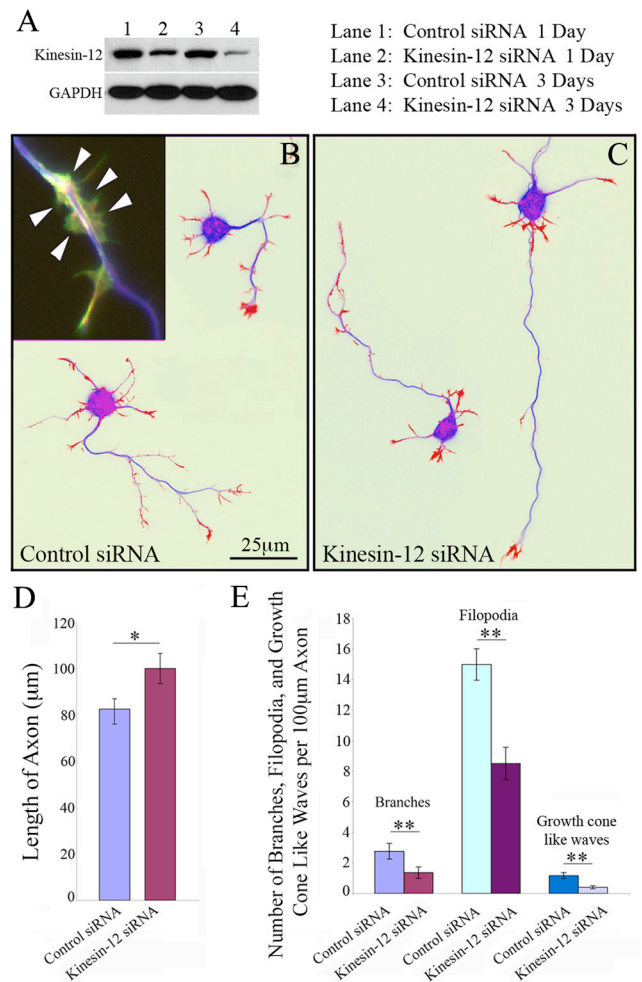 A
1 2 3 4
Kinesin-12
GAPDH
Lane 1: Control siRNA 1 Day
Lane 2: Kinesin-12 siRNA 1 Day
Lane 3: Control siRNA 3 Days
Lane 4: Kinesin-12 siRNA 3 Days
B
Control siRNA
25μm
C
Kinesin-12 siRNA
D
Length of Axon (μm)
120
100
80
60
40
20
0
*
Control siRNA
Kinesin-12 siRNA
E
Number of Branches, Filopodia, and Growth
Cone Like Waves per 100μm Axon
18
16
14
12
10
8
6
4
2
0
Branches
**
Filopodia
**
Growth cone
like waves
**
Control siRNA
Kinesin-12 siRNA
Control siRNA
Kinesin-12 siRNA
Control siRNA
Kinesin-12 siRNA